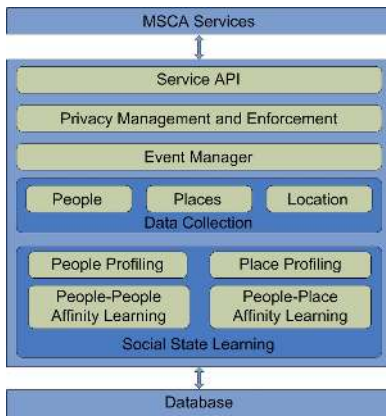 MSCA Services
Service API
Privacy Management and Enforcement
Event Manager
People Places Location
Data Collection
People Profiling Place Profiling
People-People People-Place
Affinity Learning Affinity Learning
Social State Learning
Database